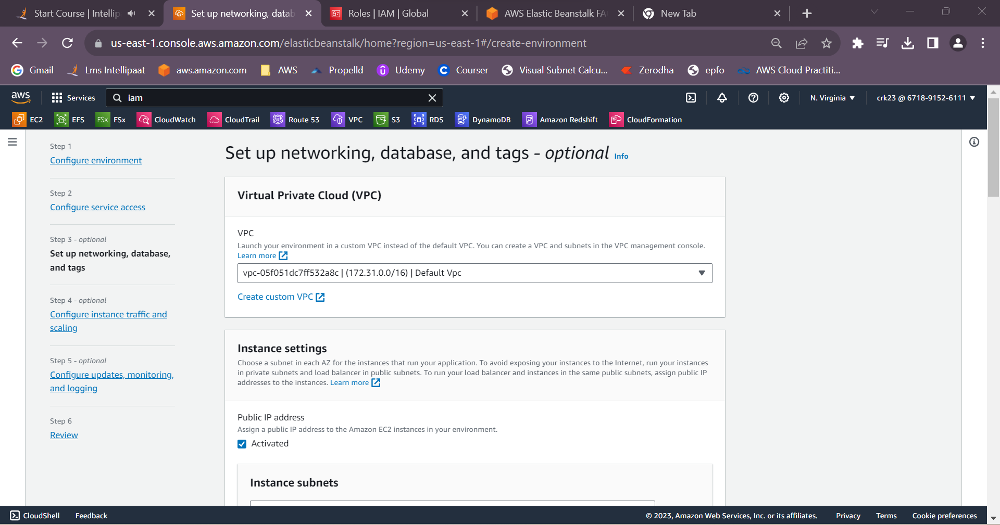 Start Course | Intellip
Set up networking, datab
Roles | IAM | Global
AWS Elastic Beanstalk FA
New Tab
us-east-1.console.aws.amazon.com/elasticbeanstalk/home?region=us-east-1#/create-environment
Gmail
Lms Intellipaat
aws.amazon.com
AWS
Propelld
Udemy
Courser
Visual Subnet Calcu...
Zerodha
epfo
AWS Cloud Practiti...
aws
Services
iam
N. Virginia
crk23 @ 6718-9152-6111
EC2
EFS
FSx
FSx
CloudWatch
CloudTrail
Route 53
VPC
S3
RDS
DynamoDB
Amazon Redshift
CloudFormation
Step 1
Configure environment
Step 2
Configure service access
Step 3 - optional
Set up networking, database,
and tags
Step 4 - optional
Configure instance traffic and
scaling
Step 5 - optional
Configure updates, monitoring,
and logging
Step 6
Review
Set up networking, database, and tags - optional Info
Virtual Private Cloud (VPC)
VPC
Launch your environment in a custom VPC instead of the default VPC. You can create a VPC and subnets in the VPC management console.
Learn more
vpc-05f051dc7ff532a8c | (172.31.0.0/16) | Default Vpc
Create custom VPC
Instance settings
Choose a subnet in each AZ for the instances that run your application. To avoid exposing your instances to the Internet, run your instances
in private subnets and load balancer in public subnets. To run your load balancer and instances in the same public subnets, assign public IP
addresses to the instances. Learn more
Public IP address
Assign a public IP address to the Amazon EC2 instances in your environment.
Activated
Instance subnets
CloudShell
Feedback
© 2023, Amazon Web Services, Inc. or its affiliates.
Privacy
Terms
Cookie preferences